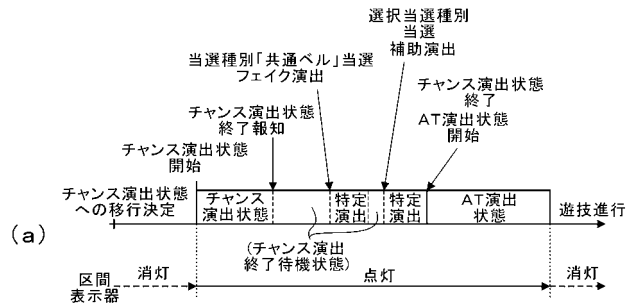 選択当選種別
当選
補助演出
当選種別「共通ベル」当選
フェイク演出
チャンス演出状態
終了
AT演出状態
開始
チャンス演出状態
終了報知
チャンス演出状態
開始
チャンス演出状態
への移行決定
チャンス
演出状態
特定
演出
特定
演出
AT演出
状態
遊技進行
(a)
(チャンス演出
終了待機状態)
区間
表示器
消灯
点灯
消灯